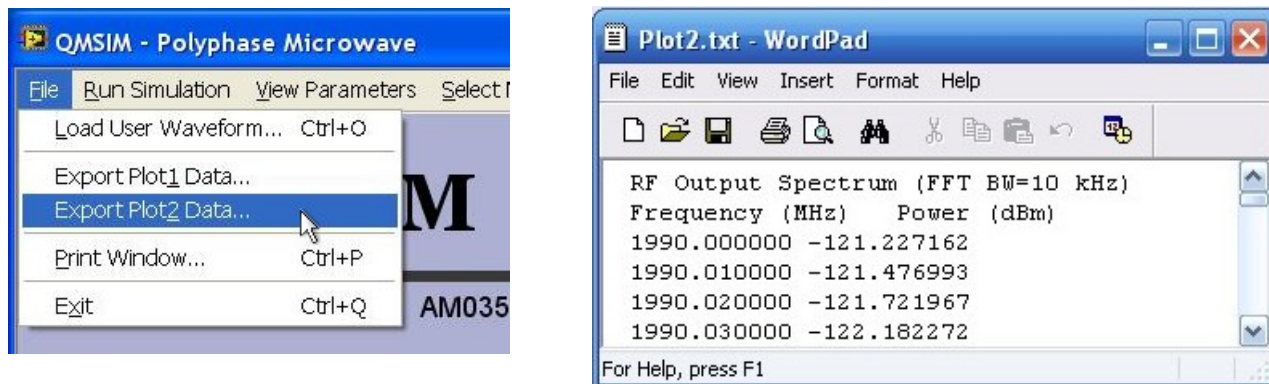 QMSIM - Polyphase Microwave
File Run Simulation View Parameters Select
Load User Waveform... Ctrl+O
Export Plot1 Data...
Export Plot2 Data...
M
Print Window... Ctrl+P
Exit Ctrl+Q
AM035
Plot2.txt - WordPad
File Edit View Insert Format Help
RF Output Spectrum (FFT BW=10 kHz)
Frequency (MHz) Power (dBm)
1990.000000 -121.227162
1990.010000 -121.476993
1990.020000 -121.721967
1990.030000 -122.182272
For Help, press F1